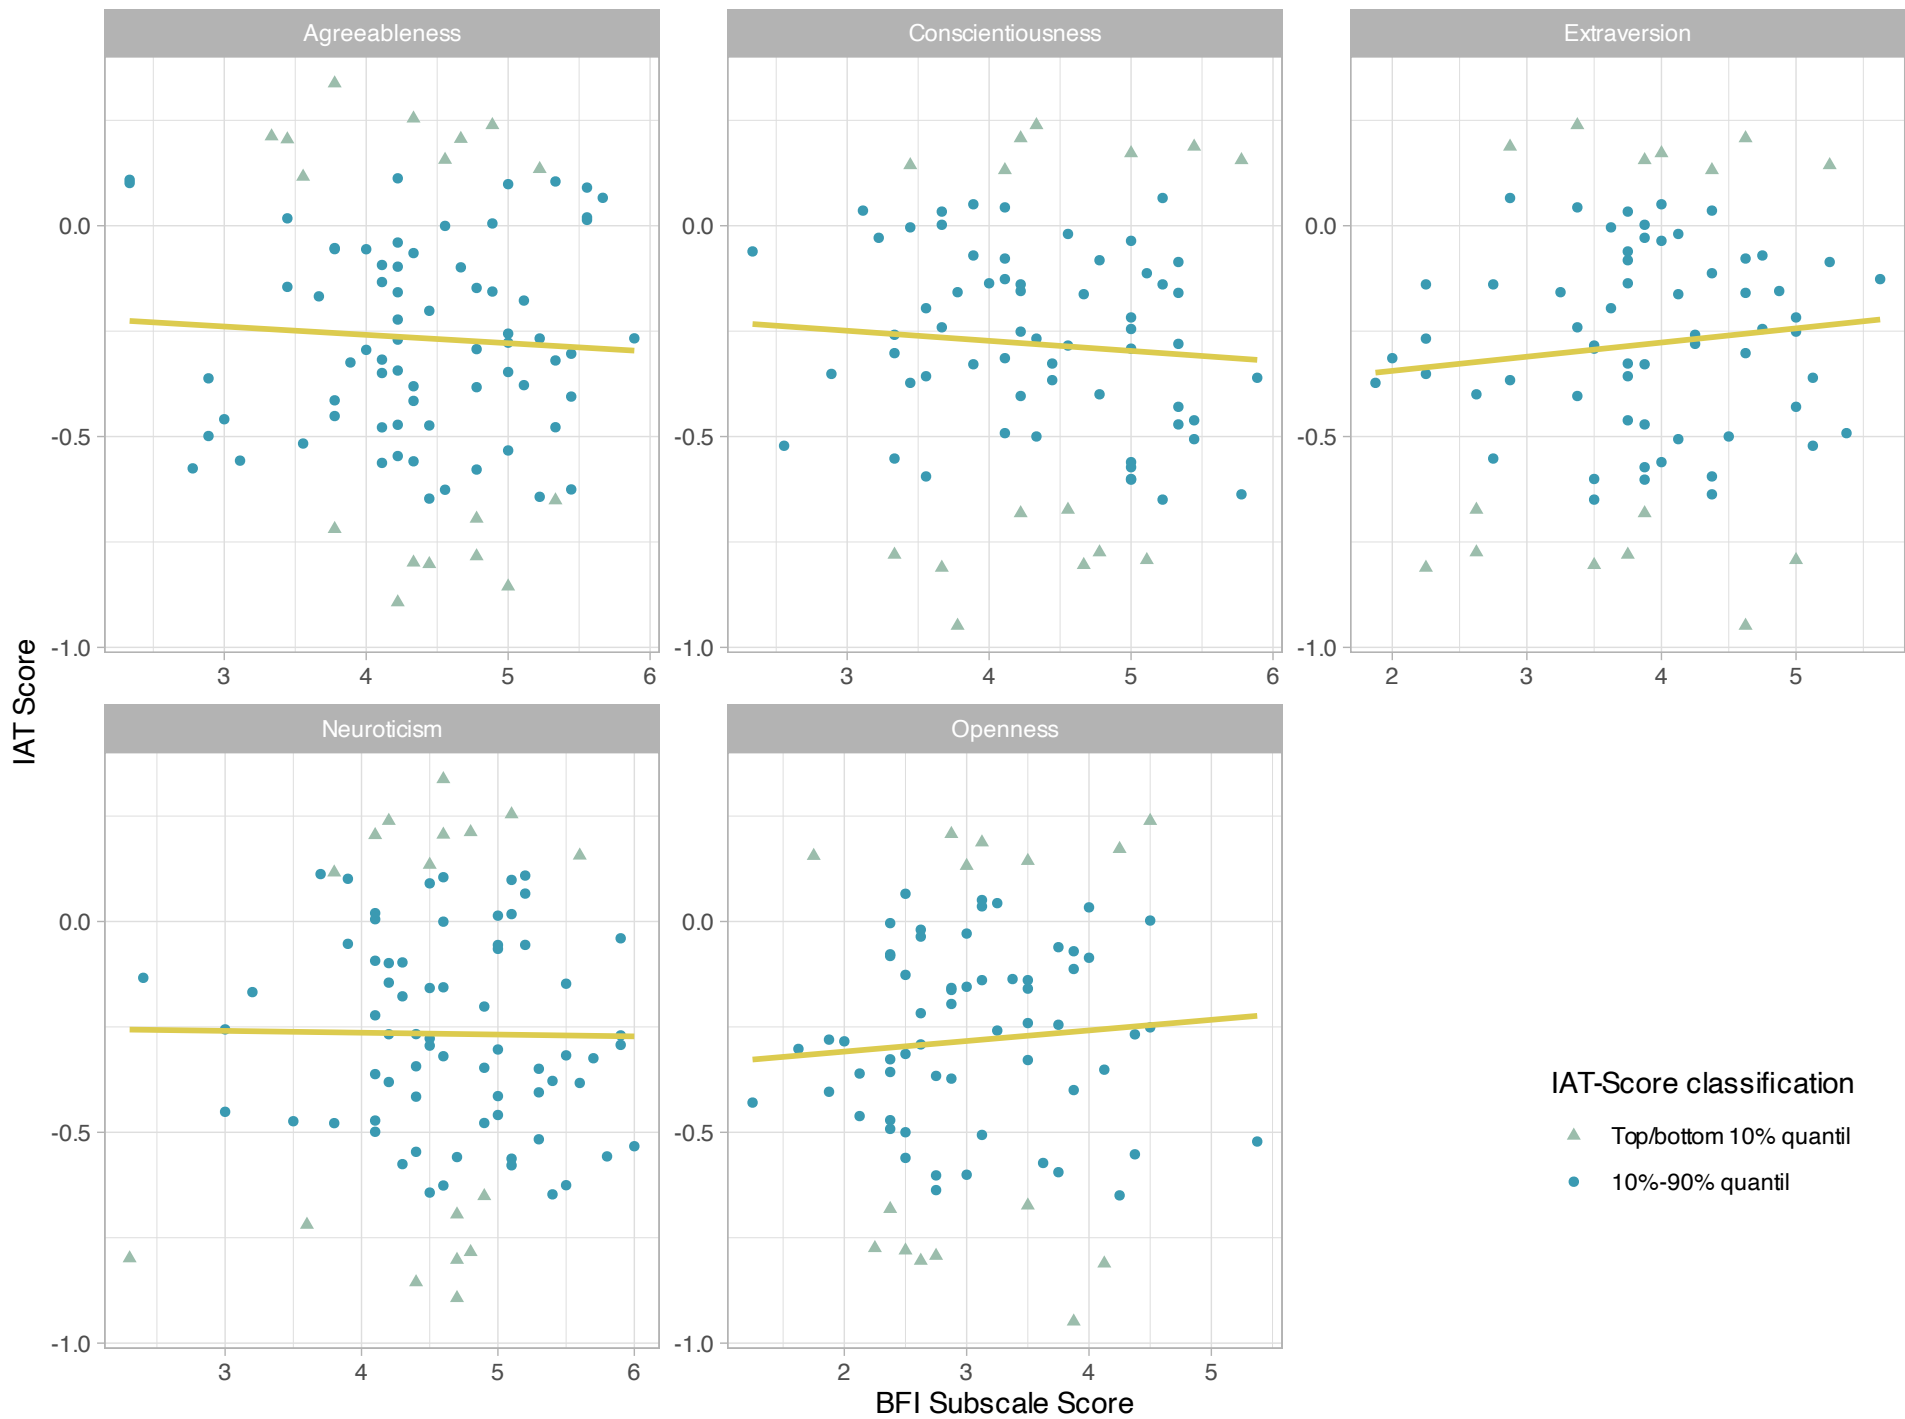 Agreeableness
Conscientiousness
Extraversion
0.0
-0.5
-1.0
3 4 5 6
0.0
-0.5
-1.0
3 4 5 6
0.0
-0.5
-1.0
2 3 4 5
IAT Score
Neuroticism
Openness
0.0
-0.5
-1.0
3 4 5 6
0.0
-0.5
-1.0
2 3 4 5
BFI Subscale Score
IAT-Score classification
Top/bottom 10% quantil
10%-90% quantil